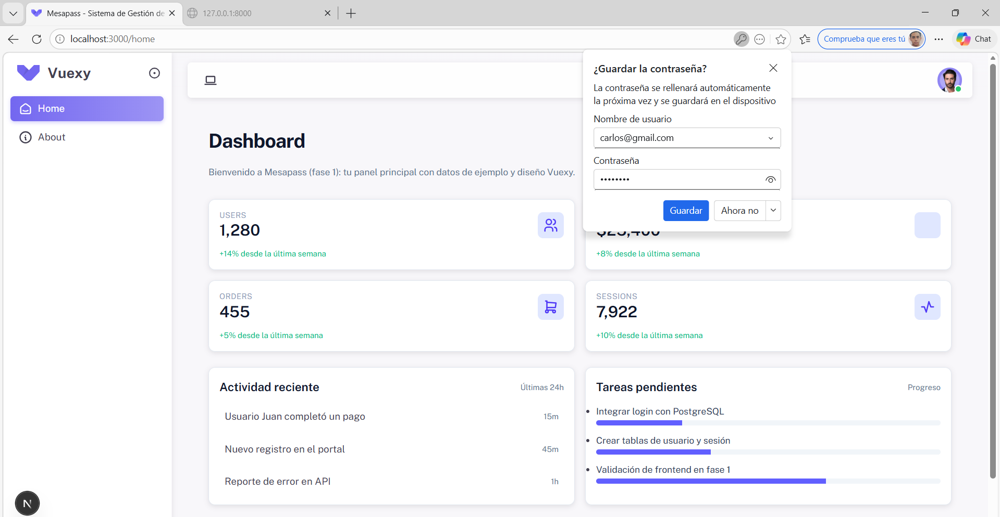 Mesapass - Sistema de Gestión de
127.0.0.1:8000
localhost:3000/home
Comprueba que eres tú
Chat
Vuexy
Home
About
¿Guardar la contraseña?
La contraseña se rellenará automáticamente
la próxima vez y se guardará en el dispositivo
Nombre de usuario
carlos@gmail.com
Contraseña
••••••••
Guardar
Ahora no
Dashboard
Bienvenido a Mesapass (fase 1): tu panel principal con datos de ejemplo y diseño Vuexy.
USERS
1,280
+14% desde la última semana
+8% desde la última semana
ORDERS
455
+5% desde la última semana
SESSIONS
7,922
+10% desde la última semana
Actividad reciente
Últimas 24h
Usuario Juan completó un pago
15m
Nuevo registro en el portal
45m
Reporte de error en API
1h
Tareas pendientes
Progreso
• Integrar login con PostgreSQL
• Crear tablas de usuario y sesión
• Validación de frontend en fase 1
N